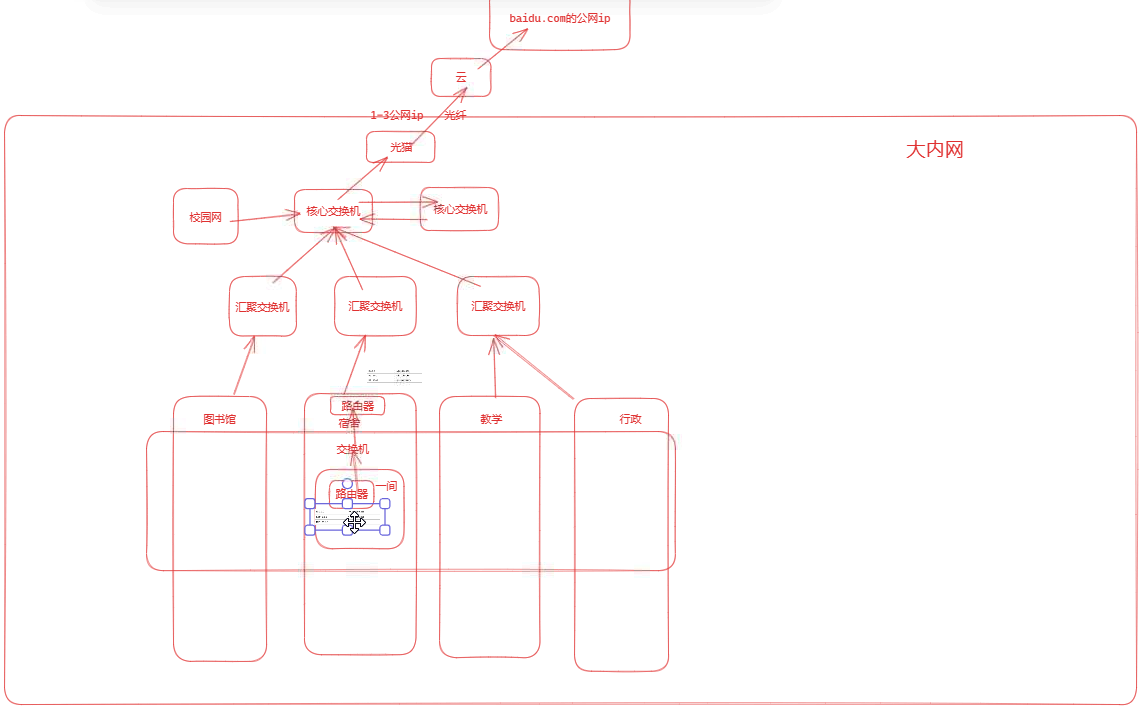 baidu.com的公网ip
云
1-3公网ip
光纤
光猫
大内网
校园网
核心交换机
核心交换机
汇聚交换机
汇聚交换机
汇聚交换机
图书馆
路由器
宿舍
教学
行政
交换机
一间
路由器